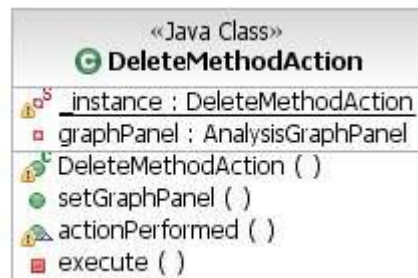 «Java Class»
DeleteMethodAction
_instance : DeleteMethodAction
graphPanel : AnalysisGraphPanel
DeleteMethodAction ( )
setGraphPanel ( )
actionPerformed ( )
execute ( )